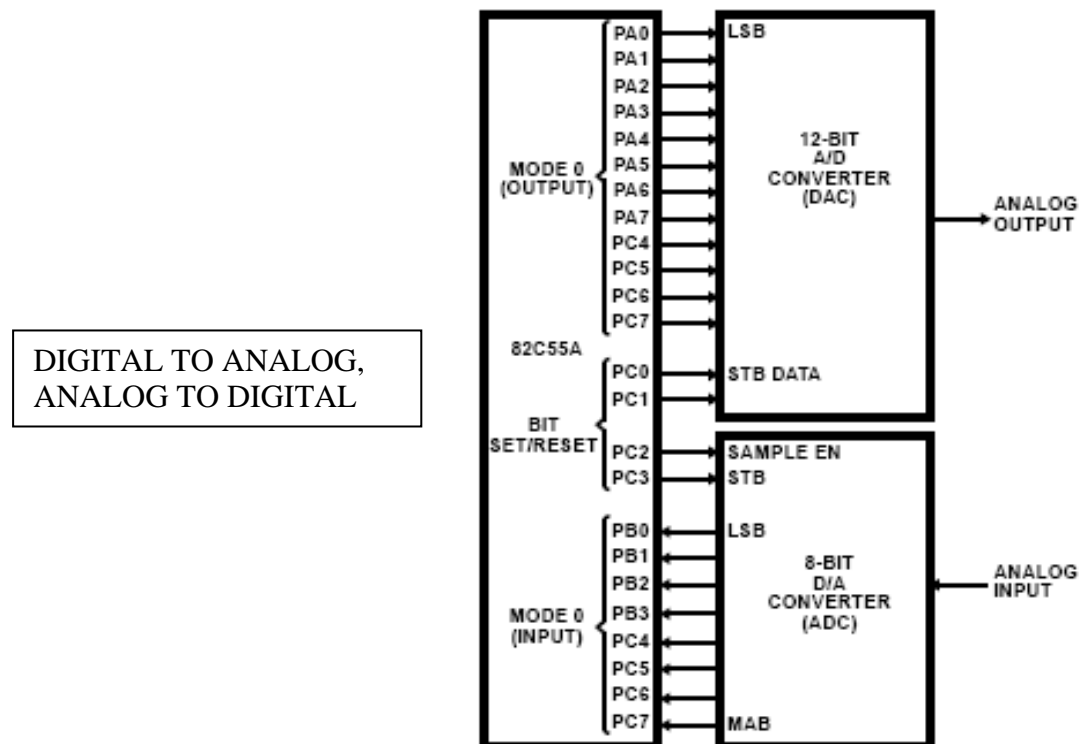 DIGITAL TO ANALOG,
ANALOG TO DIGITAL
MODE 0
(OUTPUT)
PA0
PA1
PA2
PA3
PA4
PA5
PA6
PA7
PC4
PC5
PC6
PC7
82C55A
BIT
SET/RESET
PC0
PC1
PC2
PC3
MODE 0
(INPUT)
PB0
PB1
PB2
PB3
PC4
PC5
PC6
PC7
LSB
12-BIT
A/D
CONVERTER
(DAC)
STB DATA
ANALOG
OUTPUT
SAMPLE EN
STB
LSB
8-BIT
D/A
CONVERTER
(ADC)
MAB
ANALOG
INPUT